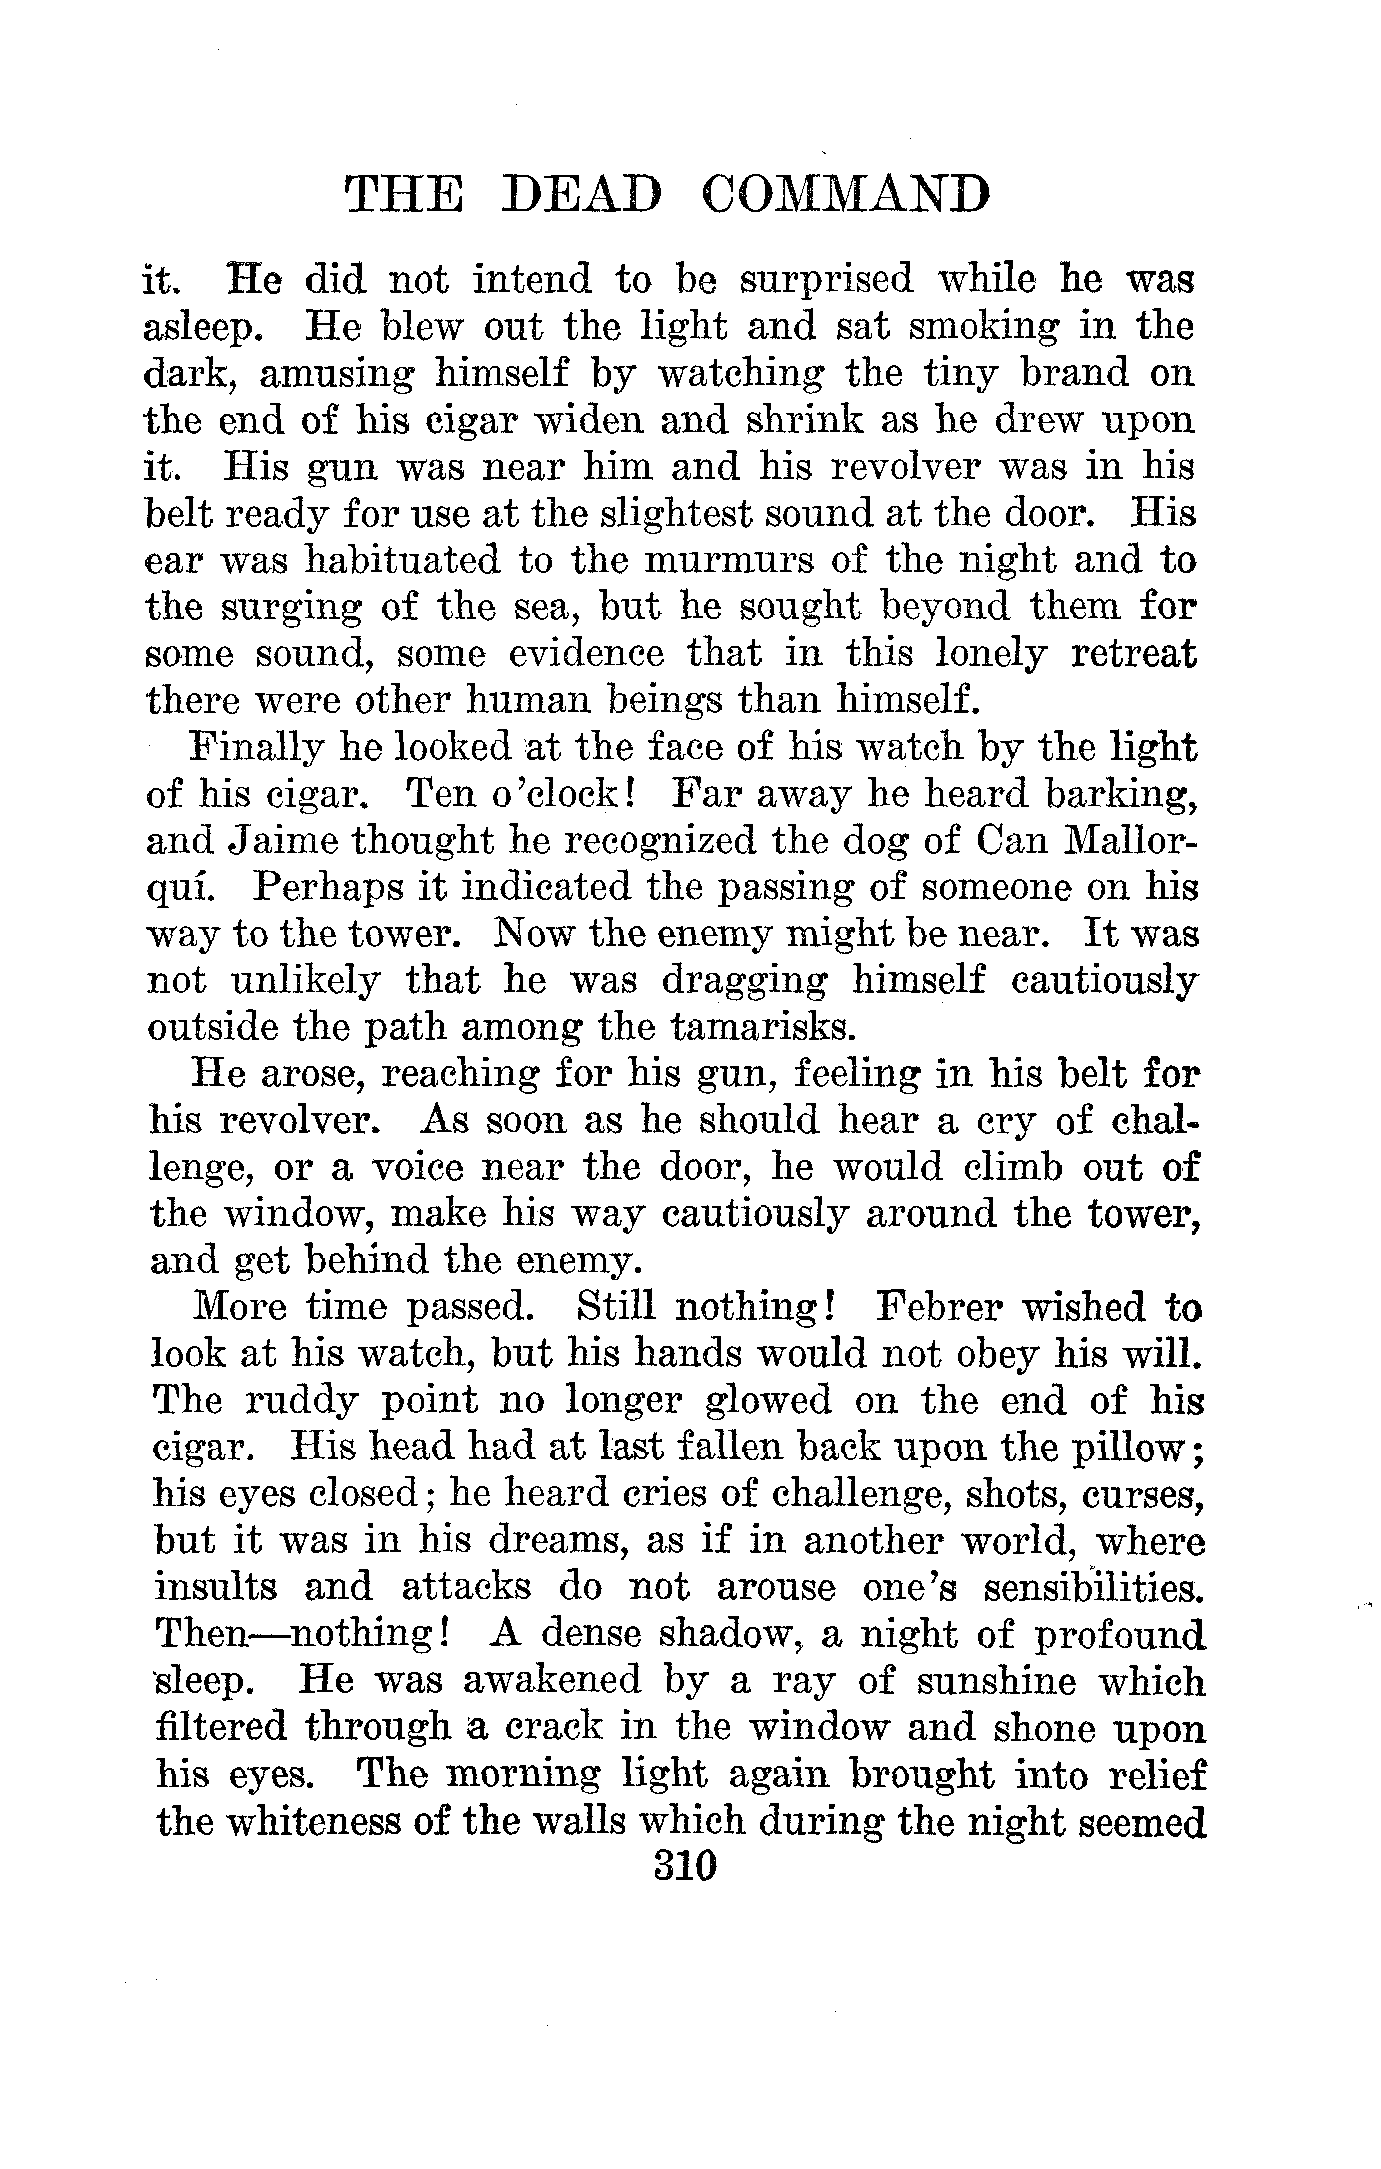 THE DEAD COMMAND
it. He did not intend to be surprised while he was
asleep. He blew out the light and sat smoking in the
dark, amusing himself by watching the tiny brand on
the end of his cigar widen and shrink as he drew upon
it. His gun was near him and his revolver was in his
belt ready for use at the slightest sound at the door. His
ear was habituated to the murmurs of the night and to
the surging of the sea, but he sought beyond them for
some sound, some evidence that in this lonely retreat
there were other human beings than himself.
Finally he looked at the face of his watch by the light
of his cigar. Ten o'clock! Far away he heard barking,
and Jaime thought he recognized the dog of Can Mallor-
quí. Perhaps it indicated the passing of someone on his
way to the tower. Now the enemy might be near. It was
not unlikely that he was dragging himself cautiously
outside the path among the tamarisks.
He arose, reaching for his gun, feeling in his belt for
his revolver. As soon as he should hear a cry of chal-
lenge, or a voice near the door, he would climb out of
the window, make his way cautiously around the tower,
and get behind the enemy.
More time passed. Still nothing! Febrer wished to
look at his watch, but his hands would not obey his will.
The ruddy point no longer glowed on the end of his
cigar. His head had at last fallen back upon the pillow;
his eyes closed; he heard cries of challenge, shots, curses,
but it was in his dreams, as if in another world, where
insults and attacks do not arouse one's sensibilities.
Then—nothing! A dense shadow, a night of profound
sleep. He was awakened by a ray of sunshine which
filtered through a crack in the window and shone upon
his eyes. The morning light again brought into relief
the whiteness of the walls which during the night seemed
310